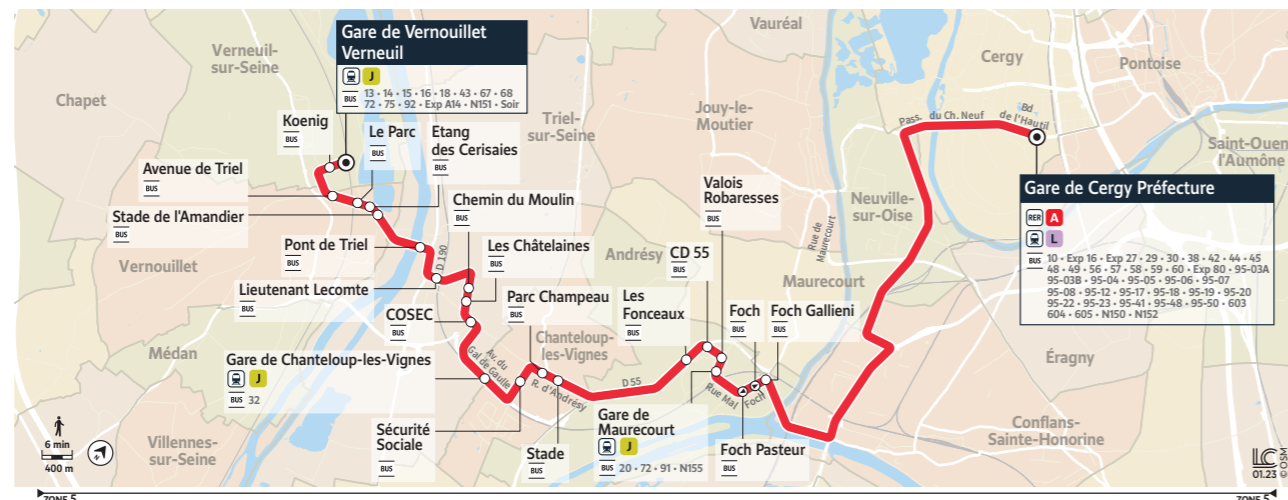 Gare de Vernouillet
Verneuil
J
BUS 13 • 14 • 15 • 16 • 18 • 43 • 67 • 68
72 • 75 • 92 • Exp A14 • N151 • Soir
Vauréal
Verneuil-
sur-Seine
Cergy
Pontoise
Chapet
Triel-
sur-Seine
Jouy-le-
Moutier
Pass. du Ch. Neuf
Bd
de l'Hautil
Saint-Ouen
l'Aumône
Koenig
BUS
Le Parc
BUS
Etang
des Cerisaies
BUS
Avenue de Triel
BUS
Stade de l'Amandier
BUS
Chemin du Moulin
BUS
Valois
Robaresses
BUS
Neuville-
sur-Oise
Rue de
Maurecourt
Gare de Cergy Préfecture
RER A
L
BUS 10 • Exp 16 • Exp 27 • 29 • 30 • 38 • 42 • 44 • 45
48 • 49 • 56 • 57 • 58 • 59 • 60 • Exp 80 • 95-03A
95-03B • 95-04 • 95-05 • 95-06 • 95-07
95-08 • 95-12 • 95-17 • 95-18 • 95-19 • 95-20
95-22 • 95-23 • 95-41 • 95-48 • 95-50 • 603
604 • 605 • N150 • N152
Pont de Triel
BUS
D 190
Les Châtelaines
BUS
Andrésy
CD 55
BUS
Vernouillet
Lieutenant Lecomte
BUS
Parc Champeau
BUS
Les
Fonceaux
BUS
Maurecourt
COSEC
BUS
Foch
BUS
Foch Gallieni
BUS
Médan
Gare de Chanteloup-les-Vignes
J
BUS 32
Av. du
Gal de Gaulle
Chanteloup-
les-Vignes
R. d'Andrésy
D 55
Rue Mal Foch
Éragny
Sécurité
Sociale
BUS
Stade
BUS
Gare de
Maurecourt
J
BUS 20 • 72 • 91 • N155
Foch Pasteur
BUS
Conflans-
Sainte-Honorine
Villennes-
sur-Seine
6 min
400 m
LC
01.23
© OSM
ZONE 5
ZONE 5